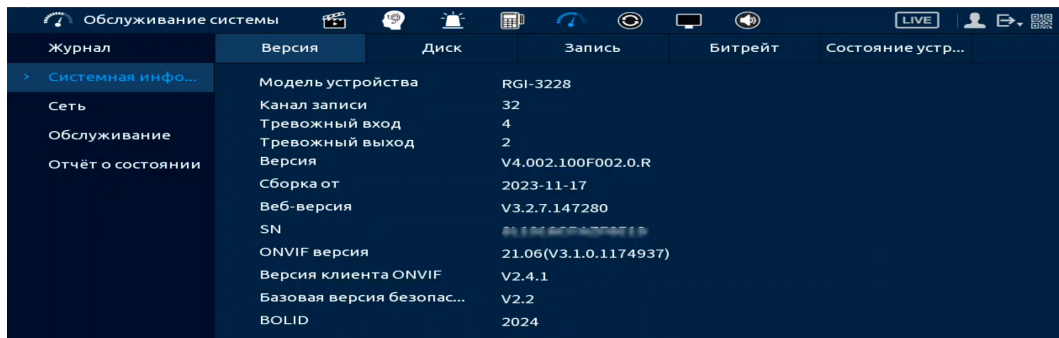 Обслуживание системы LIVE
Журнал Версия Диск Запись Битрейт Состояние устр...
> Системная инфо...
Сеть
Обслуживание
Отчёт о состоянии
Модель устройства RGI-3228
Канал записи 32
Тревожный вход 4
Тревожный выход 2
Версия V4.002.100F002.0.R
Сборка от 2023-11-17
Веб-версия V3.2.7.147280
SN
ONVIF версия 21.06(V3.1.0.1174937)
Версия клиента ONVIF V2.4.1
Базовая версия безопас... V2.2
BOLID 2024